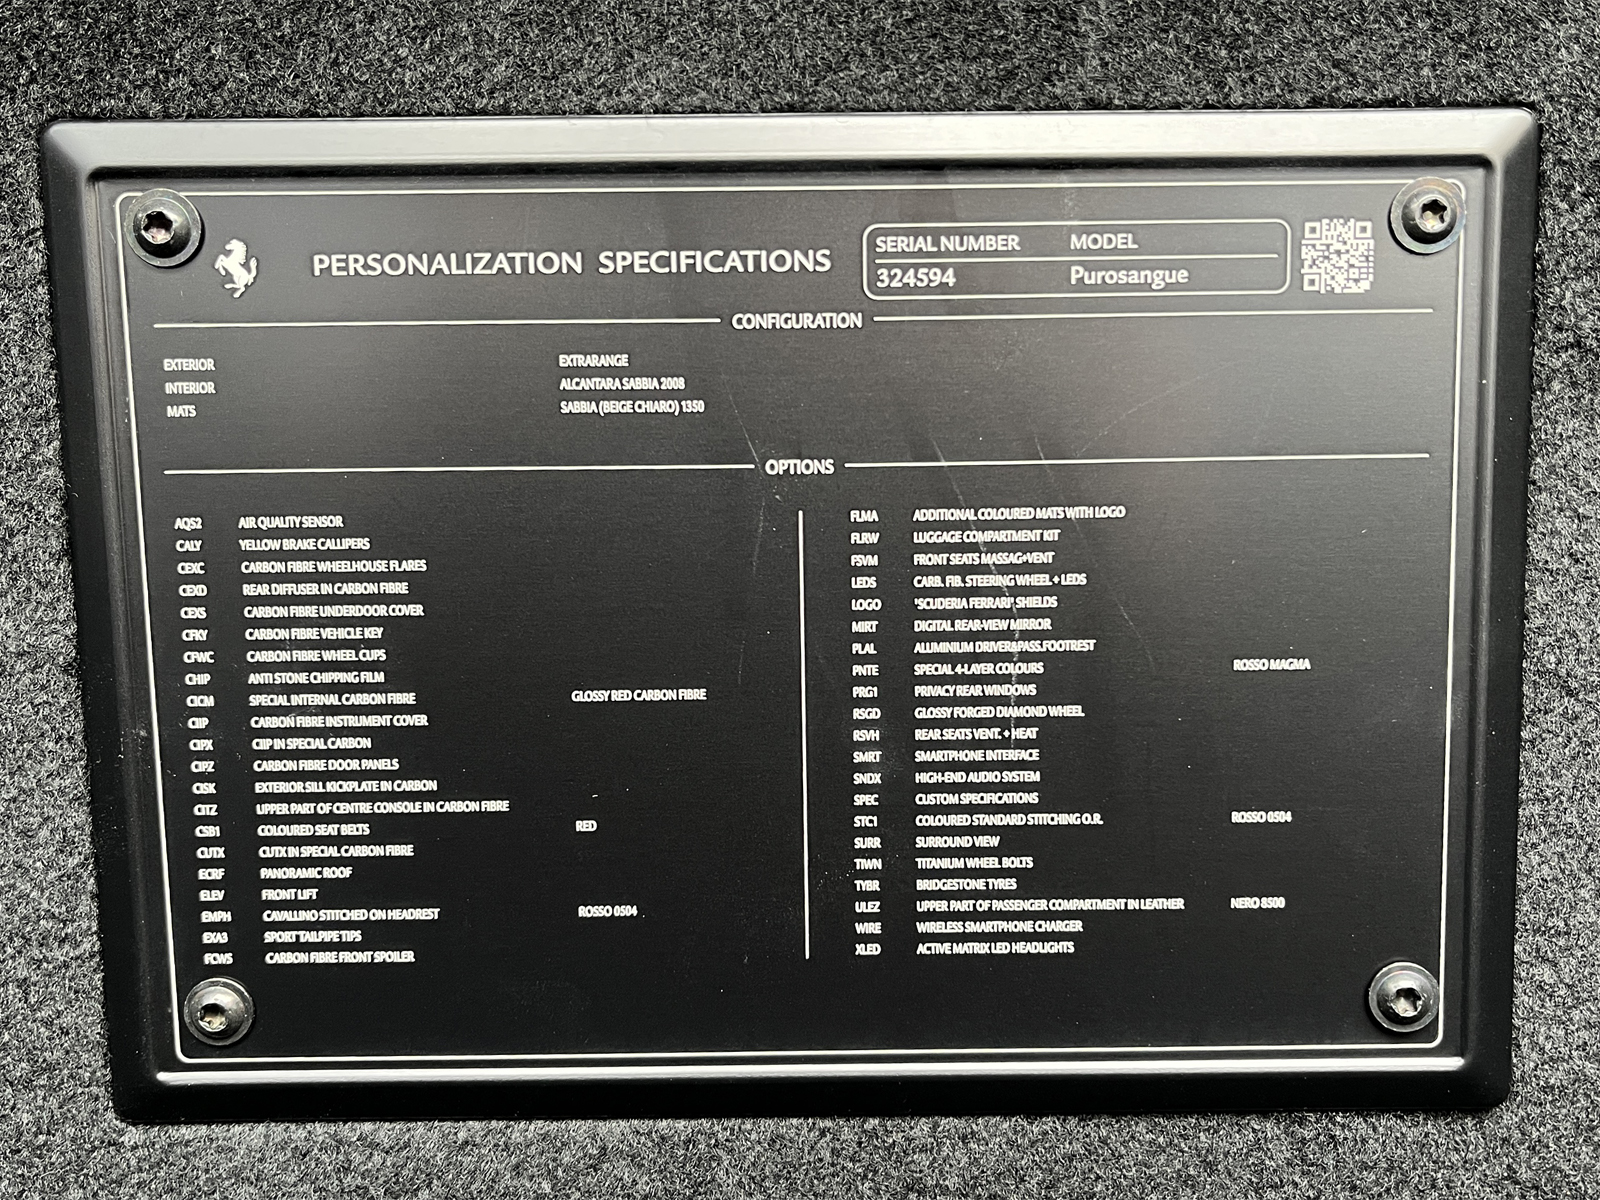 PERSONALIZATION SPECIFICATIONS
SERIAL NUMBER MODEL
324594 Purosangue
CONFIGURATION
EXTERIOR EXTRARANGE
INTERIOR ALCANTARA SABBIA 2008
MATS SABBIA (BEIGE CHIARO) 1350
OPTIONS
AQS2 AIR QUALITY SENSOR
CALY YELLOW BRAKE CALLIPERS
CEXC CARBON FIBRE WHEELHOUSE FLARES
CEXD REAR DIFFUSER IN CARBON FIBRE
CEXS CARBON FIBRE UNDERDOOR COVER
CFKY CARBON FIBRE VEHICLE KEY
CFWC CARBON FIBRE WHEEL CUPS
CHIP ANTI STONE CHIPPING FILM
CICM SPECIAL INTERNAL CARBON FIBRE GLOSSY RED CARBON FIBRE
CIIP CARBON FIBRE INSTRUMENT COVER
CIPX CIIP IN SPECIAL CARBON
CIPZ CARBON FIBRE DOOR PANELS
CISK EXTERIOR SILL KICKPLATE IN CARBON
CITZ UPPER PART OF CENTRE CONSOLE IN CARBON FIBRE
CSB1 COLOURED SEAT BELTS RED
CUTX CUTX IN SPECIAL CARBON FIBRE
ECRF PANORAMIC ROOF
ELEV FRONT LIFT
EMPH CAVALLINO STITCHED ON HEADREST ROSSO 0504
EXA3 SPORT TAILPIPE TIPS
FCWS CARBON FIBRE FRONT SPOILER
FLMA ADDITIONAL COLOURED MATS WITH LOGO
FLRW LUGGAGE COMPARTMENT KIT
FSVM FRONT SEATS MASSAG+VENT
LEDS CARB. FIB. STEERING WHEEL + LEDS
LOGO 'SCUDERIA FERRARI' SHIELDS
MIRT DIGITAL REAR-VIEW MIRROR
PLAL ALUMINIUM DRIVER&PASS.FOOTREST
PNTE SPECIAL 4-LAYER COLOURS ROSSO MAGMA
PRG1 PRIVACY REAR WINDOWS
RSGD GLOSSY FORGED DIAMOND WHEEL
RSVH REAR SEATS VENT. + HEAT
SMRT SMARTPHONE INTERFACE
SNDX HIGH-END AUDIO SYSTEM
SPEC CUSTOM SPECIFICATIONS
STC1 COLOURED STANDARD STITCHING O.R. ROSSO 0504
SURR SURROUND VIEW
TIWN TITANIUM WHEEL BOLTS
TYBR BRIDGESTONE TYRES
ULEZ UPPER PART OF PASSENGER COMPARTMENT IN LEATHER NERO 8500
WIRE WIRELESS SMARTPHONE CHARGER
XLED ACTIVE MATRIX LED HEADLIGHTS